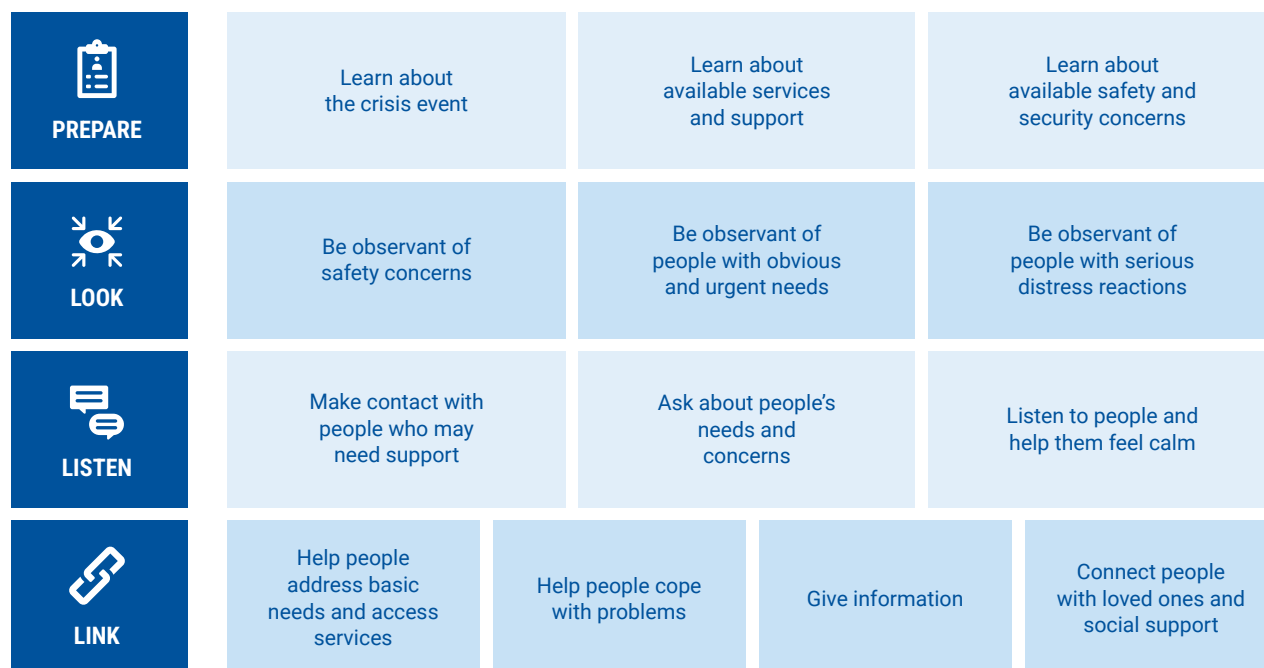 PREPARE
Learn about
the crisis event
Learn about
available services
and support
Learn about
available safety and
security concerns
LOOK
Be observant of
safety concerns
Be observant of
people with obvious
and urgent needs
Be observant of
people with serious
distress reactions
LISTEN
Make contact with
people who may
need support
Ask about people’s
needs and
concerns
Listen to people and
help them feel calm
LINK
Help people
address basic
needs and access
services
Help people cope
with problems
Give information
Connect people
with loved ones and
social support